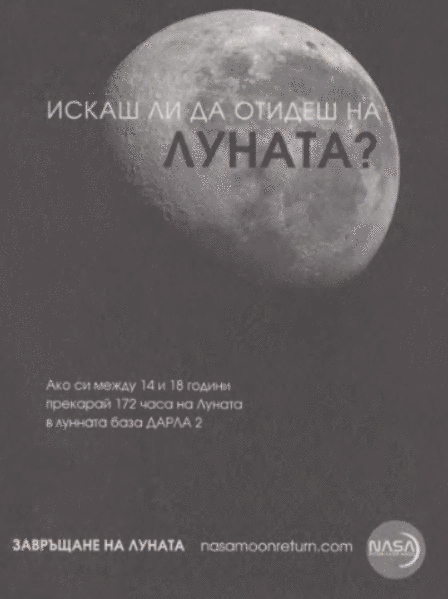 ИСКАШ ЛИ ДА ОТИДЕШ НА
ЛУНАТА?
Ако си между 14 и 18 години
прекарай 172 часа на Луната
в лунната база ДАРЛА 2
ЗАВРЪЩАНЕ НА ЛУНАТА nasamoonreturn.com NASA